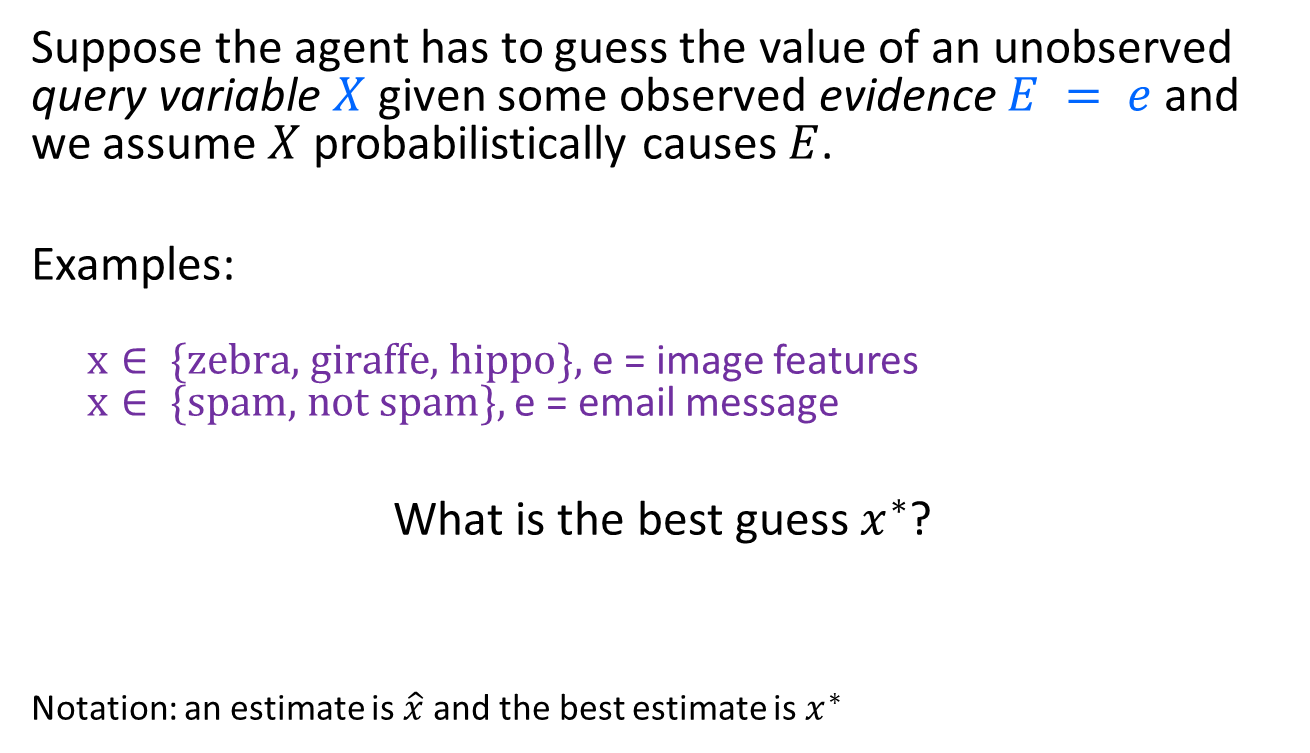 Suppose the agent has to guess the value of an unobserved
query variable X given some observed evidence E = e and
we assume X probabilistically causes E.
Examples:
x ∈ {zebra, giraffe, hippo}, e = image features
x ∈ {spam, not spam}, e = email message
What is the best guess x*?
Notation: an estimate is x̂ and the best estimate is x*